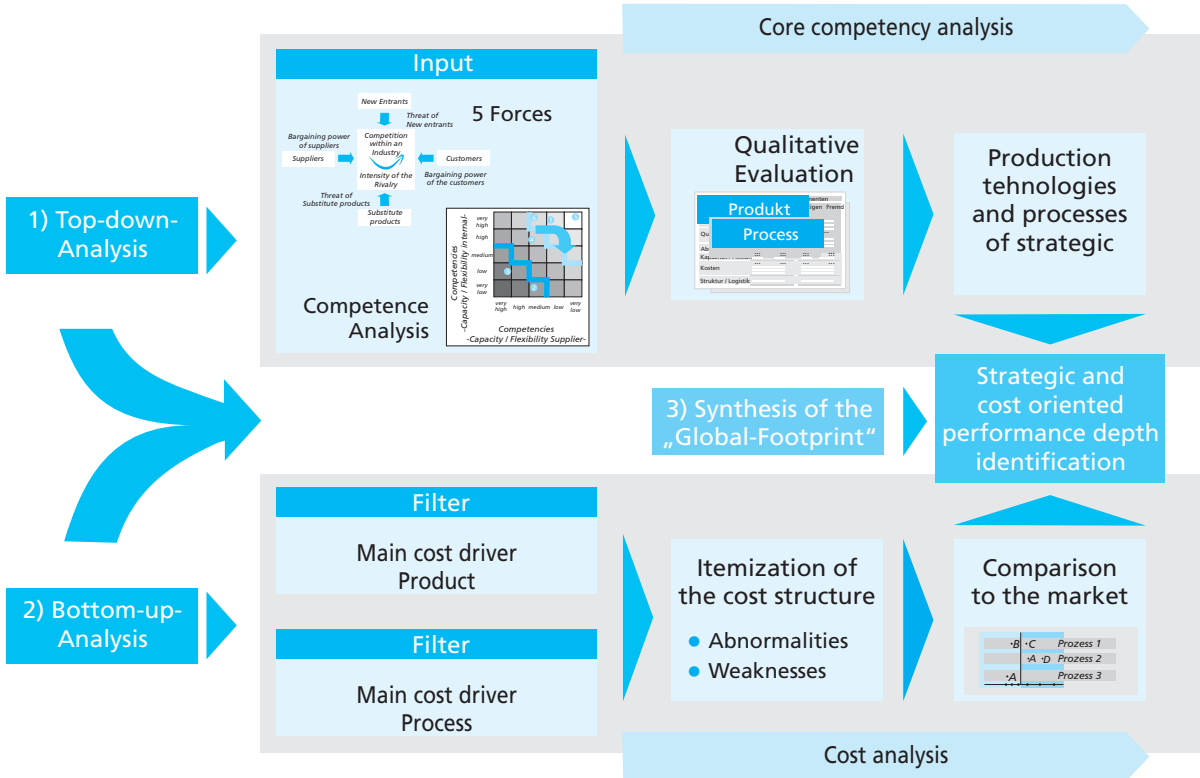 Core competency analysis
Input
5 Forces
New Entrants
Threat of
New entrants
Bargaining power
of suppliers
Suppliers
Competition
within an
Industry
Intensity of the
Rivalry
Customers
Bargaining power
of the customers
Threat of
Substitute products
Substitute
products
Competence
Analysis
Competencies
-Capacity / Flexibility internal-
very
high
high
medium
low
very
low
very
high
high
medium
low
very
low
Competencies
-Capacity / Flexibility Supplier-
Qualitative
Evaluation
Produkt
Process
Fremd
Kosten
Struktur / Logistik
Production
tehnologies
and processes
of strategic
1) Top-down-
Analysis
3) Synthesis of the
„Global-Footprint“
Strategic and
cost oriented
performance depth
identification
2) Bottom-up-
Analysis
Filter
Main cost driver
Product
Filter
Main cost driver
Process
Itemization of
the cost structure
• Abnormalities
• Weaknesses
Comparison
to the market
•B •C Prozess 1
•A •D Prozess 2
•A Prozess 3
Cost analysis